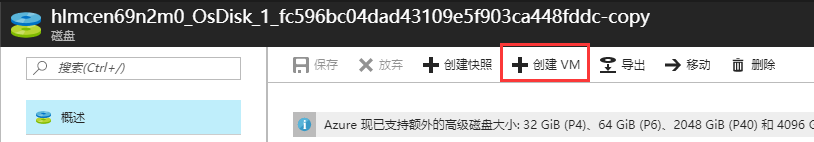 hlmcen69n2m0_OsDisk_1_fc596bc04dad43109e5f903ca448fddc-copy
磁盘
搜索(Ctrl+/)
保存 放弃 创建快照 创建 VM 导出 移动 删除
概述
Azure 现已支持额外的高级磁盘大小: 32 GiB (P4)、64 GiB (P6)、2048 GiB (P40) 和 4096 G